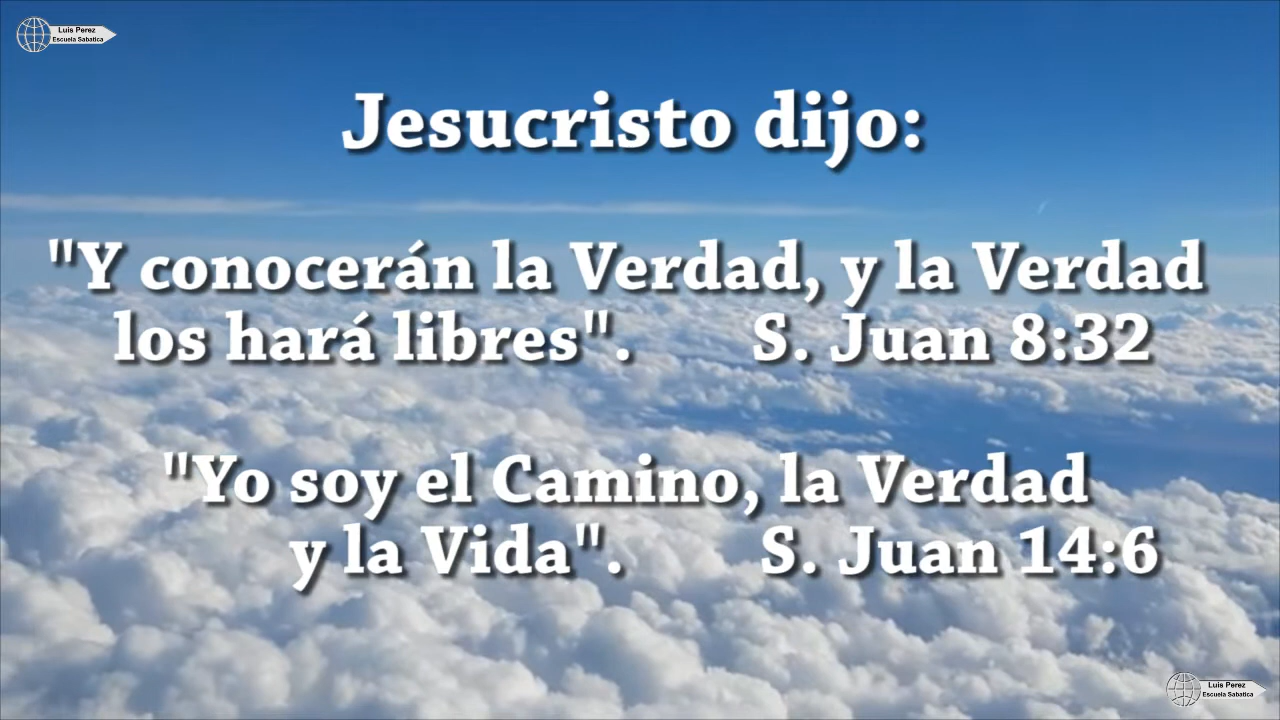 Luis Perez
Escuela Sabatica
Jesucristo dijo:
"Y conocerán la Verdad, y la Verdad
los hará libres". S. Juan 8:32
"Yo soy el Camino, la Verdad
y la Vida". S. Juan 14:6
Luis Perez
Escuela Sabatica